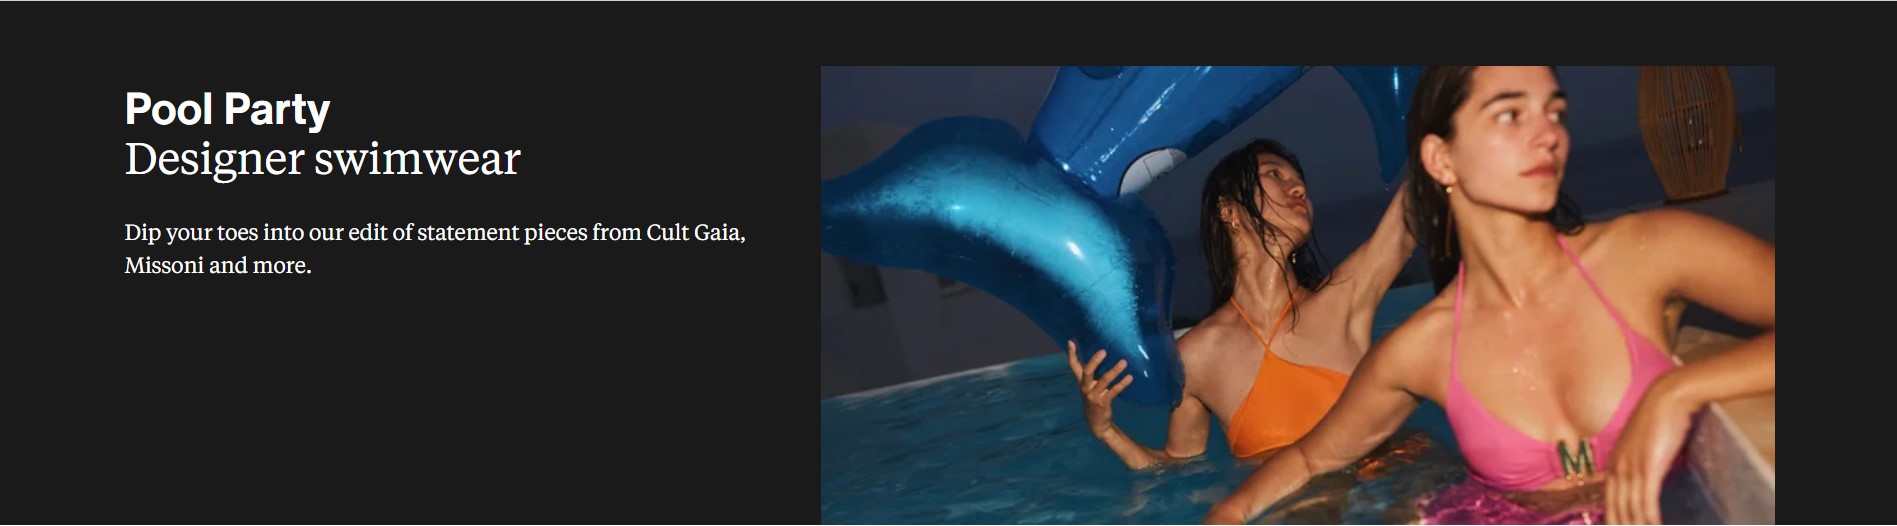 Pool Party
Designer swimwear
Dip your toes into our edit of statement pieces from Cult Gaia,
Missoni and more.
M